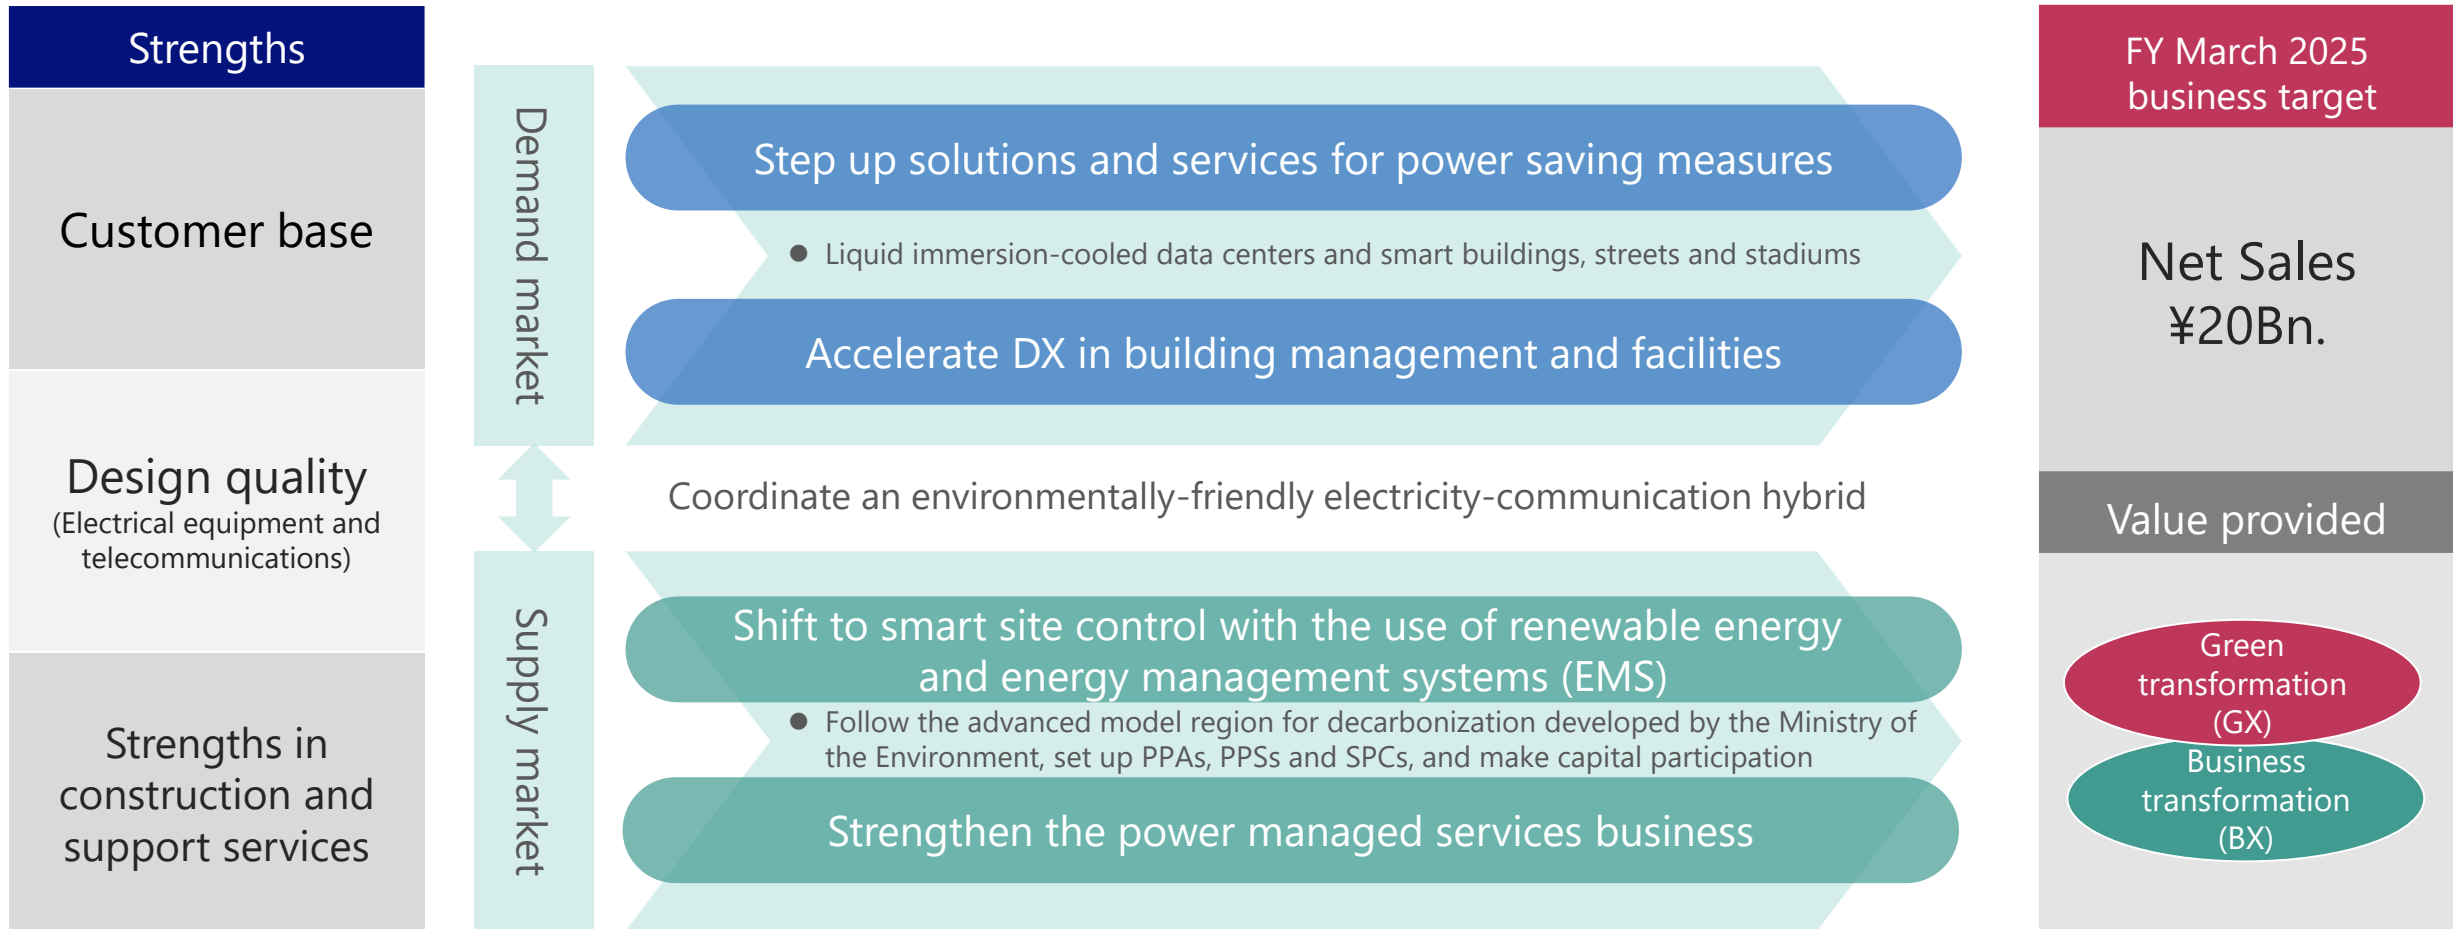 Strengths
Customer base
Design quality
(Electrical equipment and
telecommunications)
Strengths in
construction and
support services
Demand market
Step up solutions and services for power saving measures
● Liquid immersion-cooled data centers and smart buildings, streets and stadiums
Accelerate DX in building management and facilities
Coordinate an environmentally-friendly electricity-communication hybrid
Supply market
Shift to smart site control with the use of renewable energy
and energy management systems (EMS)
● Follow the advanced model region for decarbonization developed by the Ministry of
the Environment, set up PPAs, PPSs and SPCs, and make capital participation
Strengthen the power managed services business
FY March 2025
business target
Net Sales
¥20Bn.
Value provided
Green
transformation
(GX)
Business
transformation
(BX)